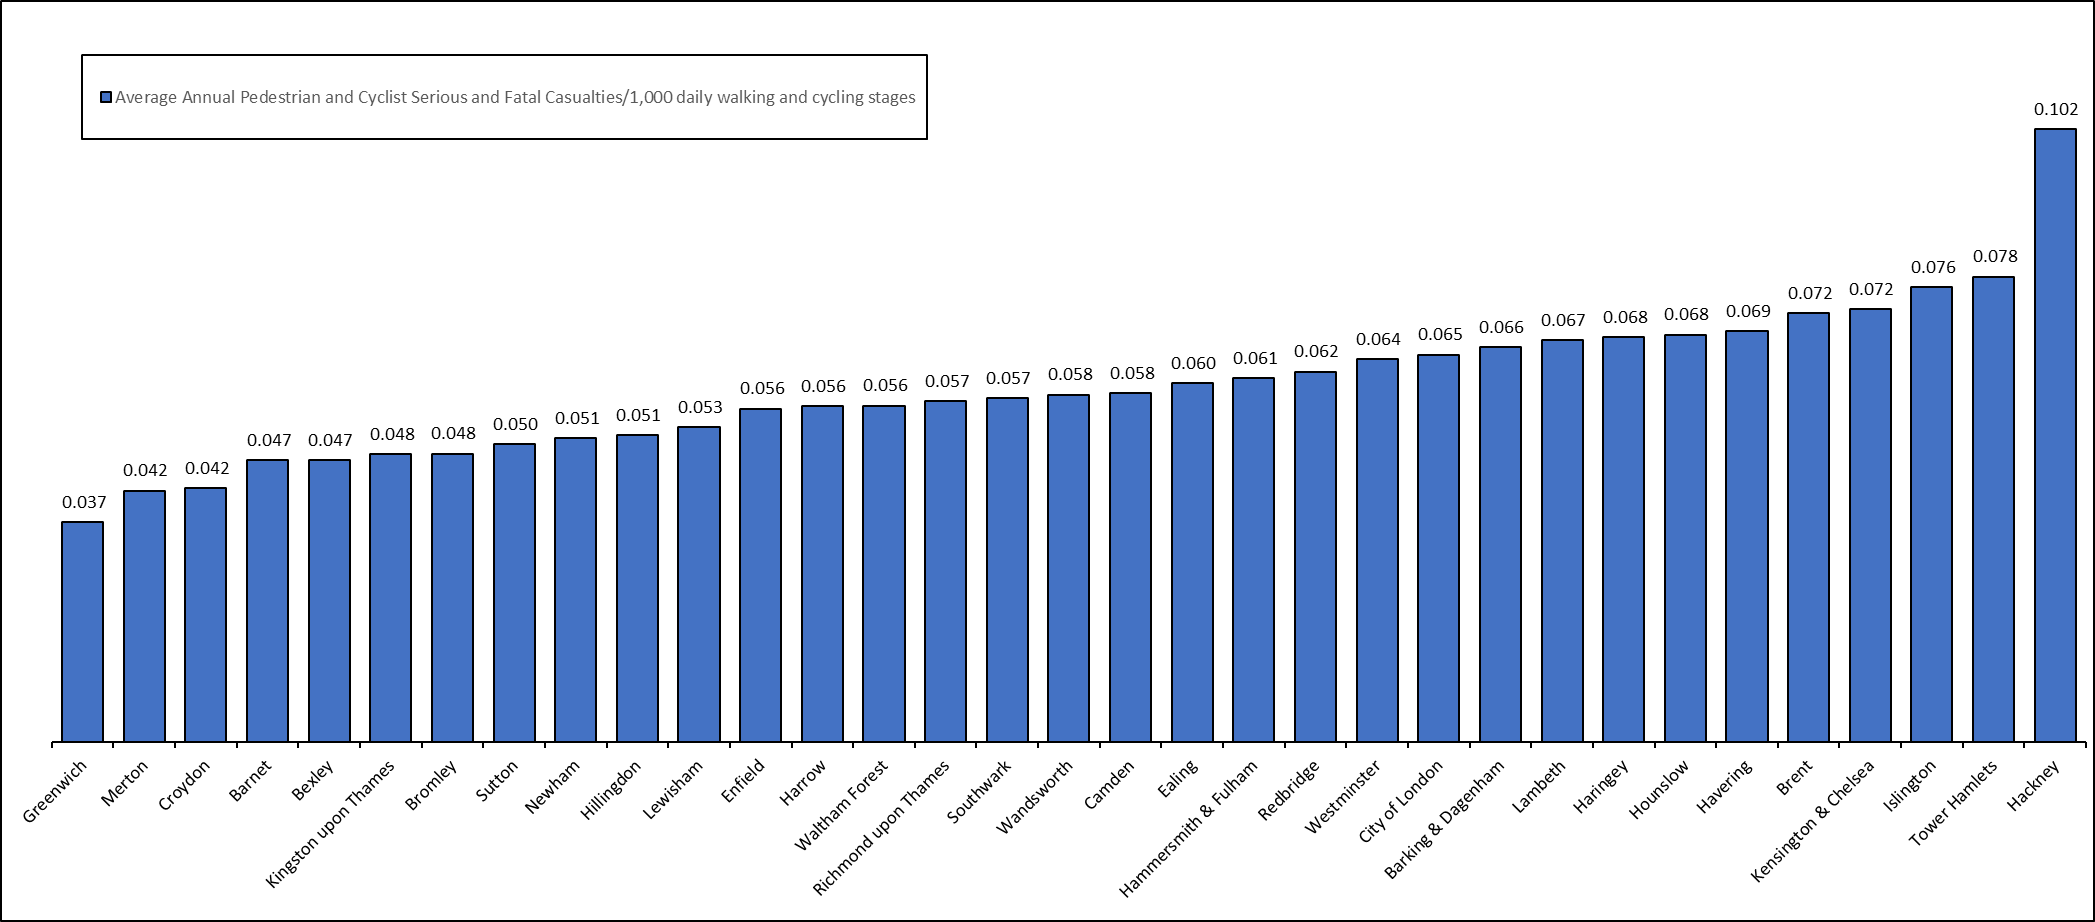 Average Annual Pedestrian and Cyclist Serious and Fatal Casualties/1,000 daily walking and cycling stages
0.037
0.042
0.042
0.047
0.047
0.048
0.048
0.050
0.051
0.051
0.053
0.056
0.056
0.056
0.057
0.057
0.058
0.058
0.060
0.061
0.062
0.064
0.065
0.066
0.067
0.068
0.068
0.069
0.072
0.072
0.076
0.078
0.102
Greenwich
Merton
Croydon
Barnet
Bexley
Kingston upon Thames
Bromley
Sutton
Newham
Hillingdon
Lewisham
Enfield
Harrow
Waltham Forest
Richmond upon Thames
Southwark
Wandsworth
Camden
Ealing
Hammersmith & Fulham
Redbridge
Westminster
City of London
Barking & Dagenham
Lambeth
Haringey
Hounslow
Havering
Brent
Kensington & Chelsea
Islington
Tower Hamlets
Hackney